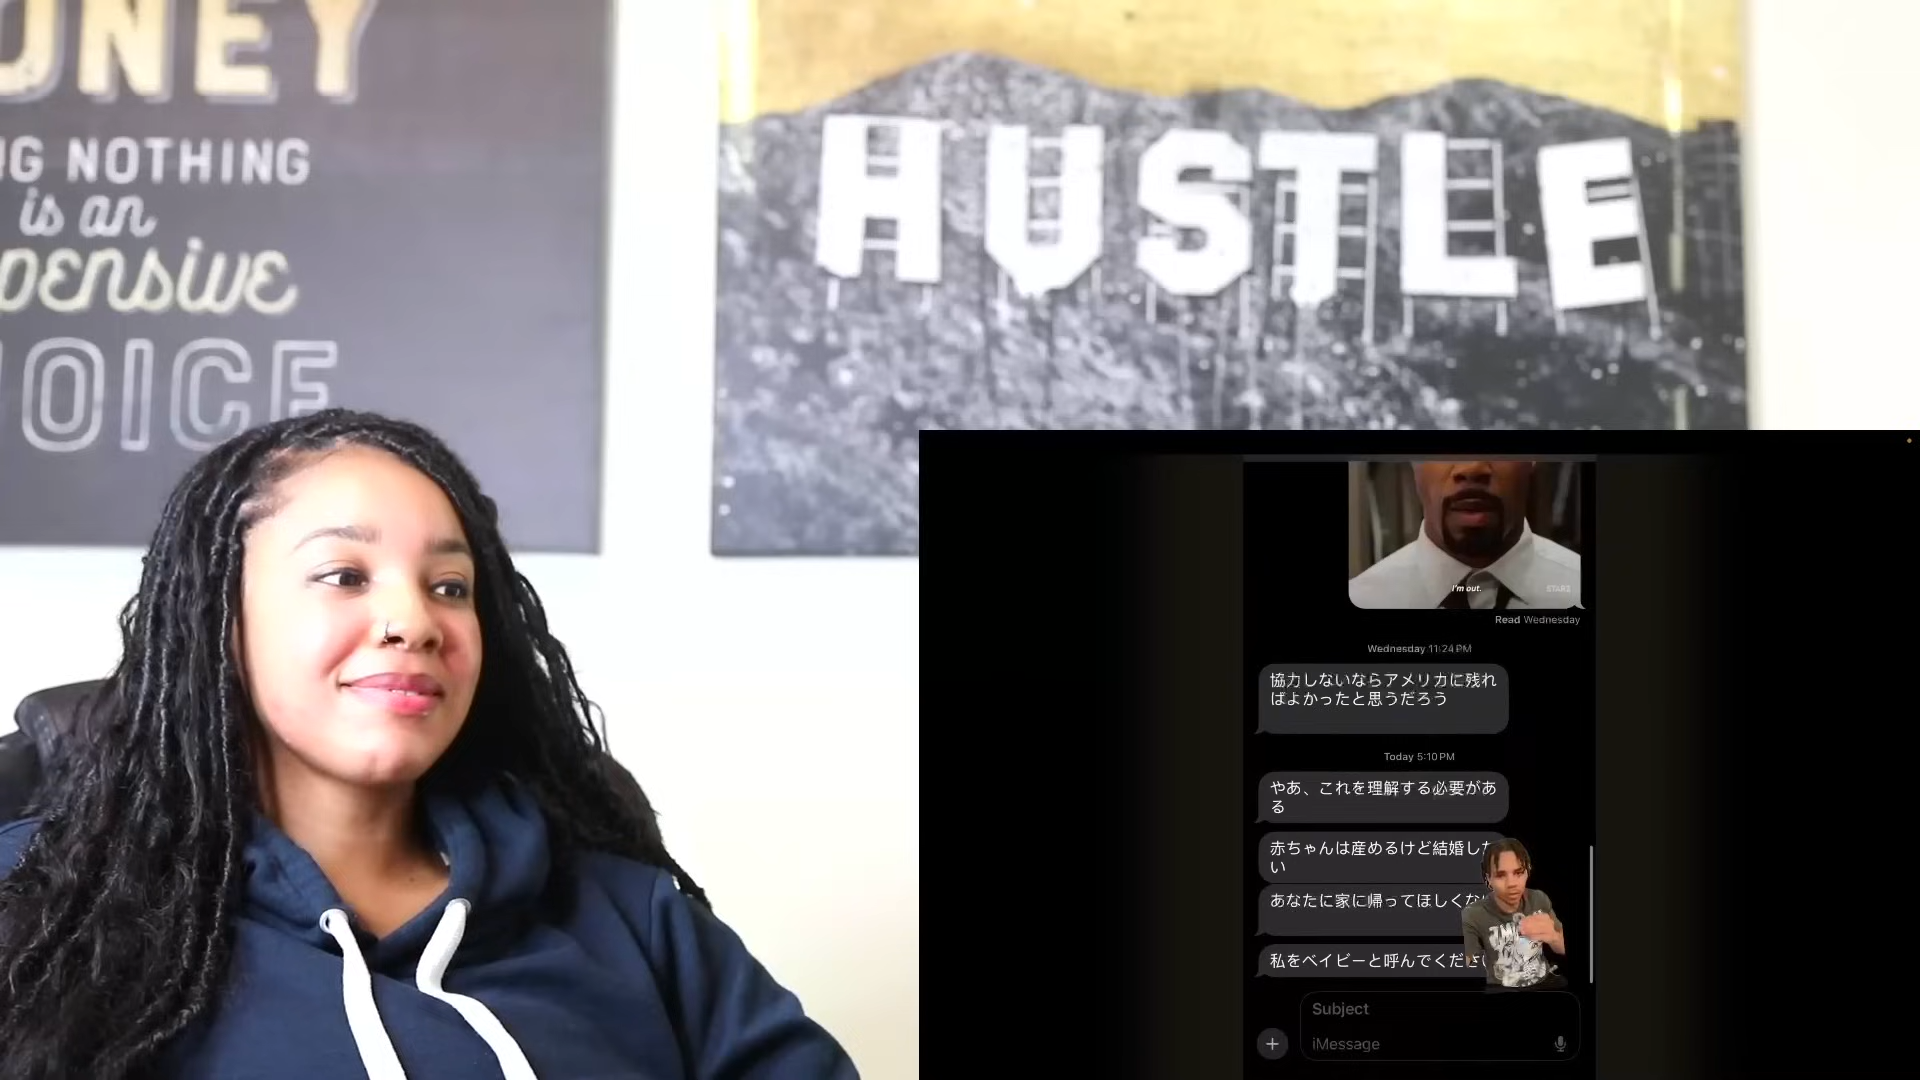 ONEY
NG NOTHING
is an
pensive
HOICE
HUSTLE
I'm out.
STARZ
Read Wednesday
Wednesday 11:24 PM
協力しないならアメリカに残れ
ばよかったと思うだろう
Today 5:10 PM
やあ、これを理解する必要があ
る
赤ちゃんは産めるけど結婚した
い
あなたに家に帰ってほしくな
私をベイビーと呼んでくださ
Subject
iMessage